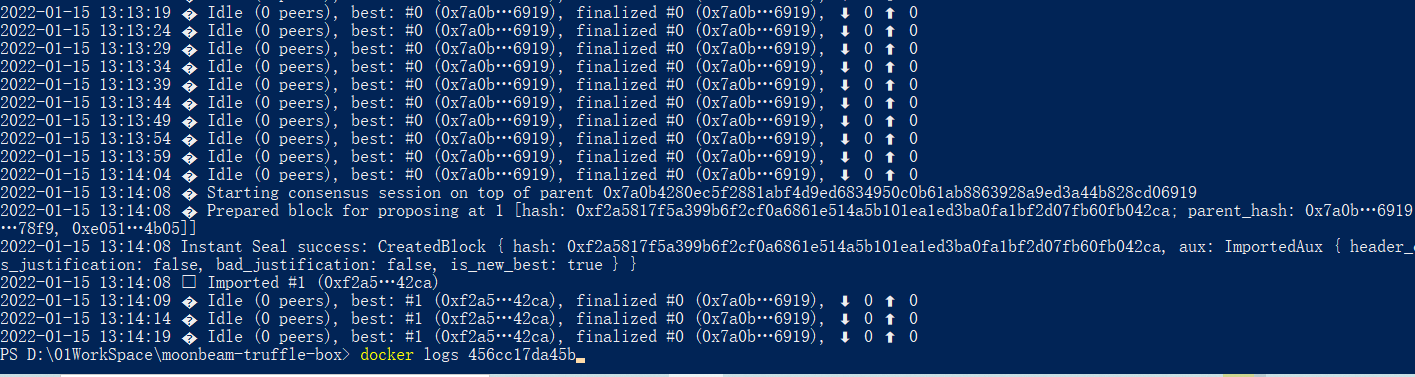 2022-01-15 13:13:19 � Idle (0 peers), best: #0 (0x7a0b…6919), finalized #0 (0x7a0b…6919), ⬇ 0 ⬆ 0
2022-01-15 13:13:24 � Idle (0 peers), best: #0 (0x7a0b…6919), finalized #0 (0x7a0b…6919), ⬇ 0 ⬆ 0
2022-01-15 13:13:29 � Idle (0 peers), best: #0 (0x7a0b…6919), finalized #0 (0x7a0b…6919), ⬇ 0 ⬆ 0
2022-01-15 13:13:34 � Idle (0 peers), best: #0 (0x7a0b…6919), finalized #0 (0x7a0b…6919), ⬇ 0 ⬆ 0
2022-01-15 13:13:39 � Idle (0 peers), best: #0 (0x7a0b…6919), finalized #0 (0x7a0b…6919), ⬇ 0 ⬆ 0
2022-01-15 13:13:44 � Idle (0 peers), best: #0 (0x7a0b…6919), finalized #0 (0x7a0b…6919), ⬇ 0 ⬆ 0
2022-01-15 13:13:49 � Idle (0 peers), best: #0 (0x7a0b…6919), finalized #0 (0x7a0b…6919), ⬇ 0 ⬆ 0
2022-01-15 13:13:54 � Idle (0 peers), best: #0 (0x7a0b…6919), finalized #0 (0x7a0b…6919), ⬇ 0 ⬆ 0
2022-01-15 13:13:59 � Idle (0 peers), best: #0 (0x7a0b…6919), finalized #0 (0x7a0b…6919), ⬇ 0 ⬆ 0
2022-01-15 13:14:04 � Idle (0 peers), best: #0 (0x7a0b…6919), finalized #0 (0x7a0b…6919), ⬇ 0 ⬆ 0
2022-01-15 13:14:08 � Starting consensus session on top of parent 0x7a0b4280ec5f2881abf4d9ed6834950c0b61ab8863928a9ed3a44b828cd06919
2022-01-15 13:14:08 � Prepared block for proposing at 1 [hash: 0xf2a5817f5a399b6f2cf0a6861e514a5b101ea1ed3ba0fa1bf2d07fb60fb042ca; parent_hash: 0x7a0b…6919
…78f9, 0xe051…4b05]]
2022-01-15 13:14:08 Instant Seal success: CreatedBlock { hash: 0xf2a5817f5a399b6f2cf0a6861e514a5b101ea1ed3ba0fa1bf2d07fb60fb042ca, aux: ImportedAux { header_
s_justification: false, bad_justification: false, is_new_best: true } }
2022-01-15 13:14:08 □ Imported #1 (0xf2a5…42ca)
2022-01-15 13:14:09 � Idle (0 peers), best: #1 (0xf2a5…42ca), finalized #0 (0x7a0b…6919), ⬇ 0 ⬆ 0
2022-01-15 13:14:14 � Idle (0 peers), best: #1 (0xf2a5…42ca), finalized #0 (0x7a0b…6919), ⬇ 0 ⬆ 0
2022-01-15 13:14:19 � Idle (0 peers), best: #1 (0xf2a5…42ca), finalized #0 (0x7a0b…6919), ⬇ 0 ⬆ 0
PS D:\01WorkSpace\moonbeam-truffle-box> docker logs 456cc17da45b